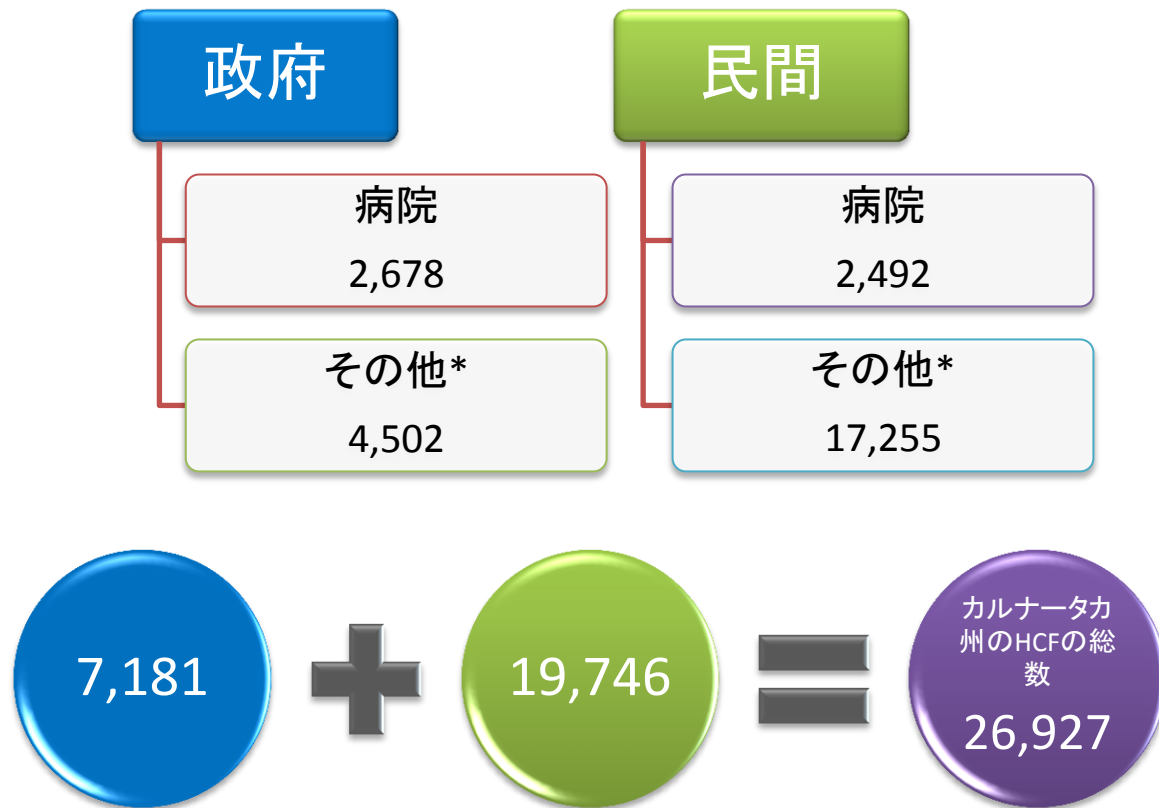 政府
病院
2,678
その他*
4,502
民間
病院
2,492
その他*
17,255
7,181
19,746
カルナータカ
州のHCFの総
数
26,927